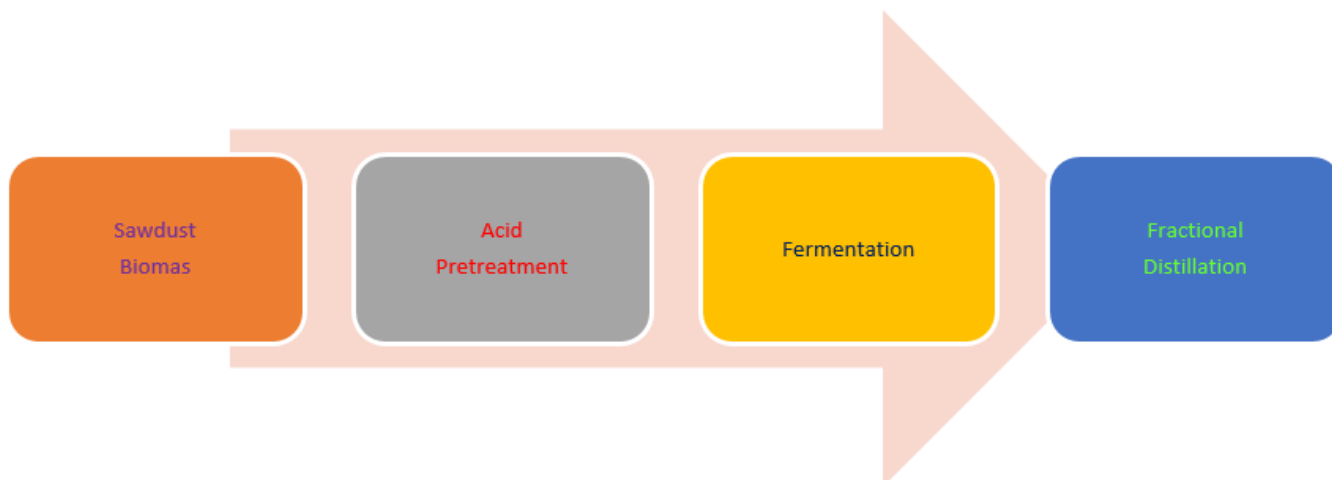 Sawdust
Biomas
Acid
Pretreatment
Fermentation
Fractional
Distillation